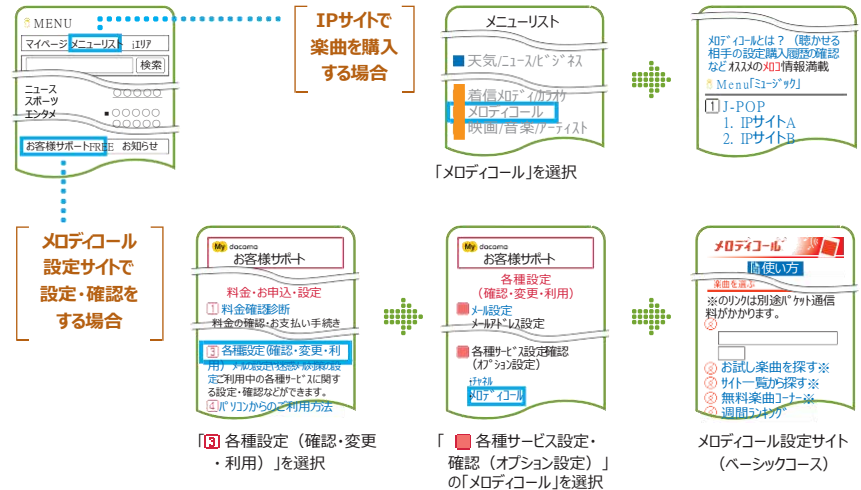 MENU
マイページ メニューリスト iエリア
検索
ニュース
スポーツ
エンタメ
○○○○○
■○○○○○
○○○○○
お客様サポートFREE お知らせ
IPサイトで
楽曲を購入
する場合
メニューリスト
天気/ニュース/ビジネス
着信メロディ/カラオケ
メロディコール
映画/音楽/アーティスト
「メロディコール」を選択
メロディコールとは？（聴かせる
相手の設定購入履歴の確認
など オススメのメロコ情報満載
Menu「ミュージック」
1 J-POP
1. IPサイトA
2. IPサイトB
メロディコール
設定サイトで
設定・確認を
する場合
My docomo
お客様サポート
料金・お申込・設定
1 料金確認診断
料金の確認・お支払い手続き
3 各種設定(確認・変更・利
用)
定ご利用中の各種サービスに関す
る設定・確認などができます。
4 パソコンからのご利用方法
「3 各種設定（確認・変更
・利用）」を選択
My docomo
お客様サポート
各種設定
（確認・変更・利用）
メール設定
メールアドレス設定
各種サービス設定確認
(オプション設定)
iチャネル
メロディコール
「 各種サービス設定・
確認（オプション設定）」
の「メロディコール」を選択
メロディコール
使い方
楽曲を選ぶ
※のリンクは別途パケット通信
料がかかります。
お試し楽曲を探す※
サイト一覧から探す※
無料楽曲コーナー※
週間ランキング
メロディコール設定サイト
（ベーシックコース）